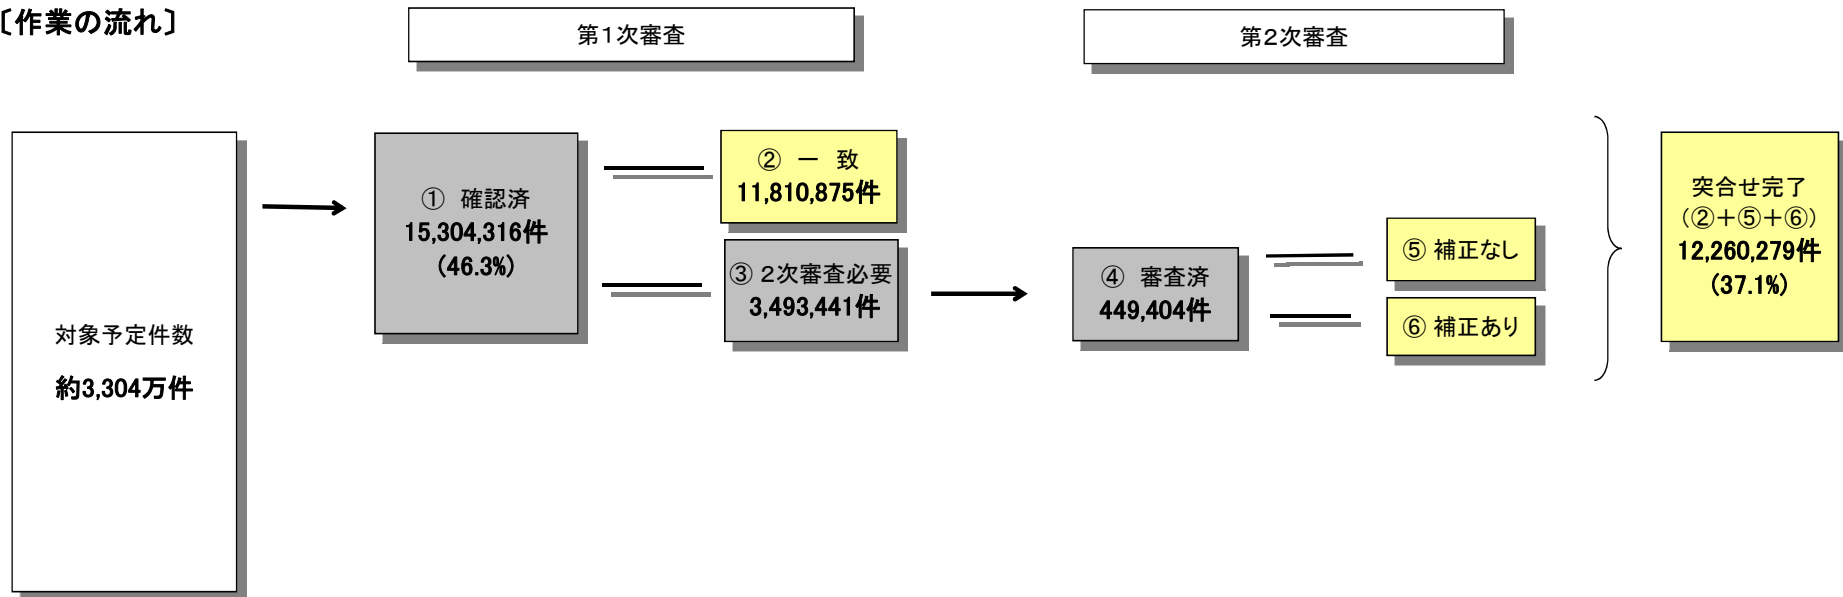 〔作業の流れ〕
第1次審査
第2次審査
対象予定件数
約3,304万件
① 確認済
15,304,316件
(46.3%)
② 一 致
11,810,875件
③ 2次審査必要
3,493,441件
④ 審査済
449,404件
⑤ 補正なし
⑥ 補正あり
突合せ完了
(②+⑤+⑥)
12,260,279件
(37.1%)